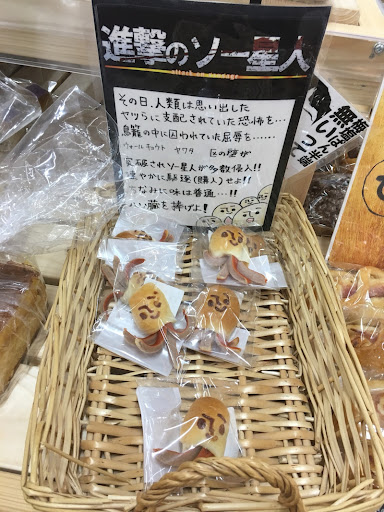 進撃のソー星人
attack on sausage
その日、人類は思い出した
ヤツらに支配されていた恐怖を…
鳥籠の中に囚われていた屈辱を……
ウォール キョウト ヤワタ 区の壁が
突破されソー星人が多数侵入!!
速やかに駆逐(購入)せよ!!
ちなみに味は普通…!!
心臓を捧げよ!